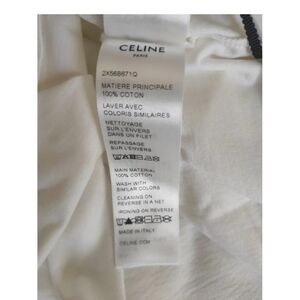 CELINE
PARIS
2X56B671Q
MATIERE PRINCIPALE
100% COTON
LAVER AVEC
COLORIS SIMILAIRES
NETTOYAGE
SUR L'ENVERS
DANS UN FILET
REPASSAGE
SUR L'ENVERS
MAIN MATERIAL
100% COTTON
WASH WITH
SIMILAR COLORS
CLEANING ON
REVERSE IN A NET
IRONING ON REVERSE
MADE IN ITALY
CELINE.COM